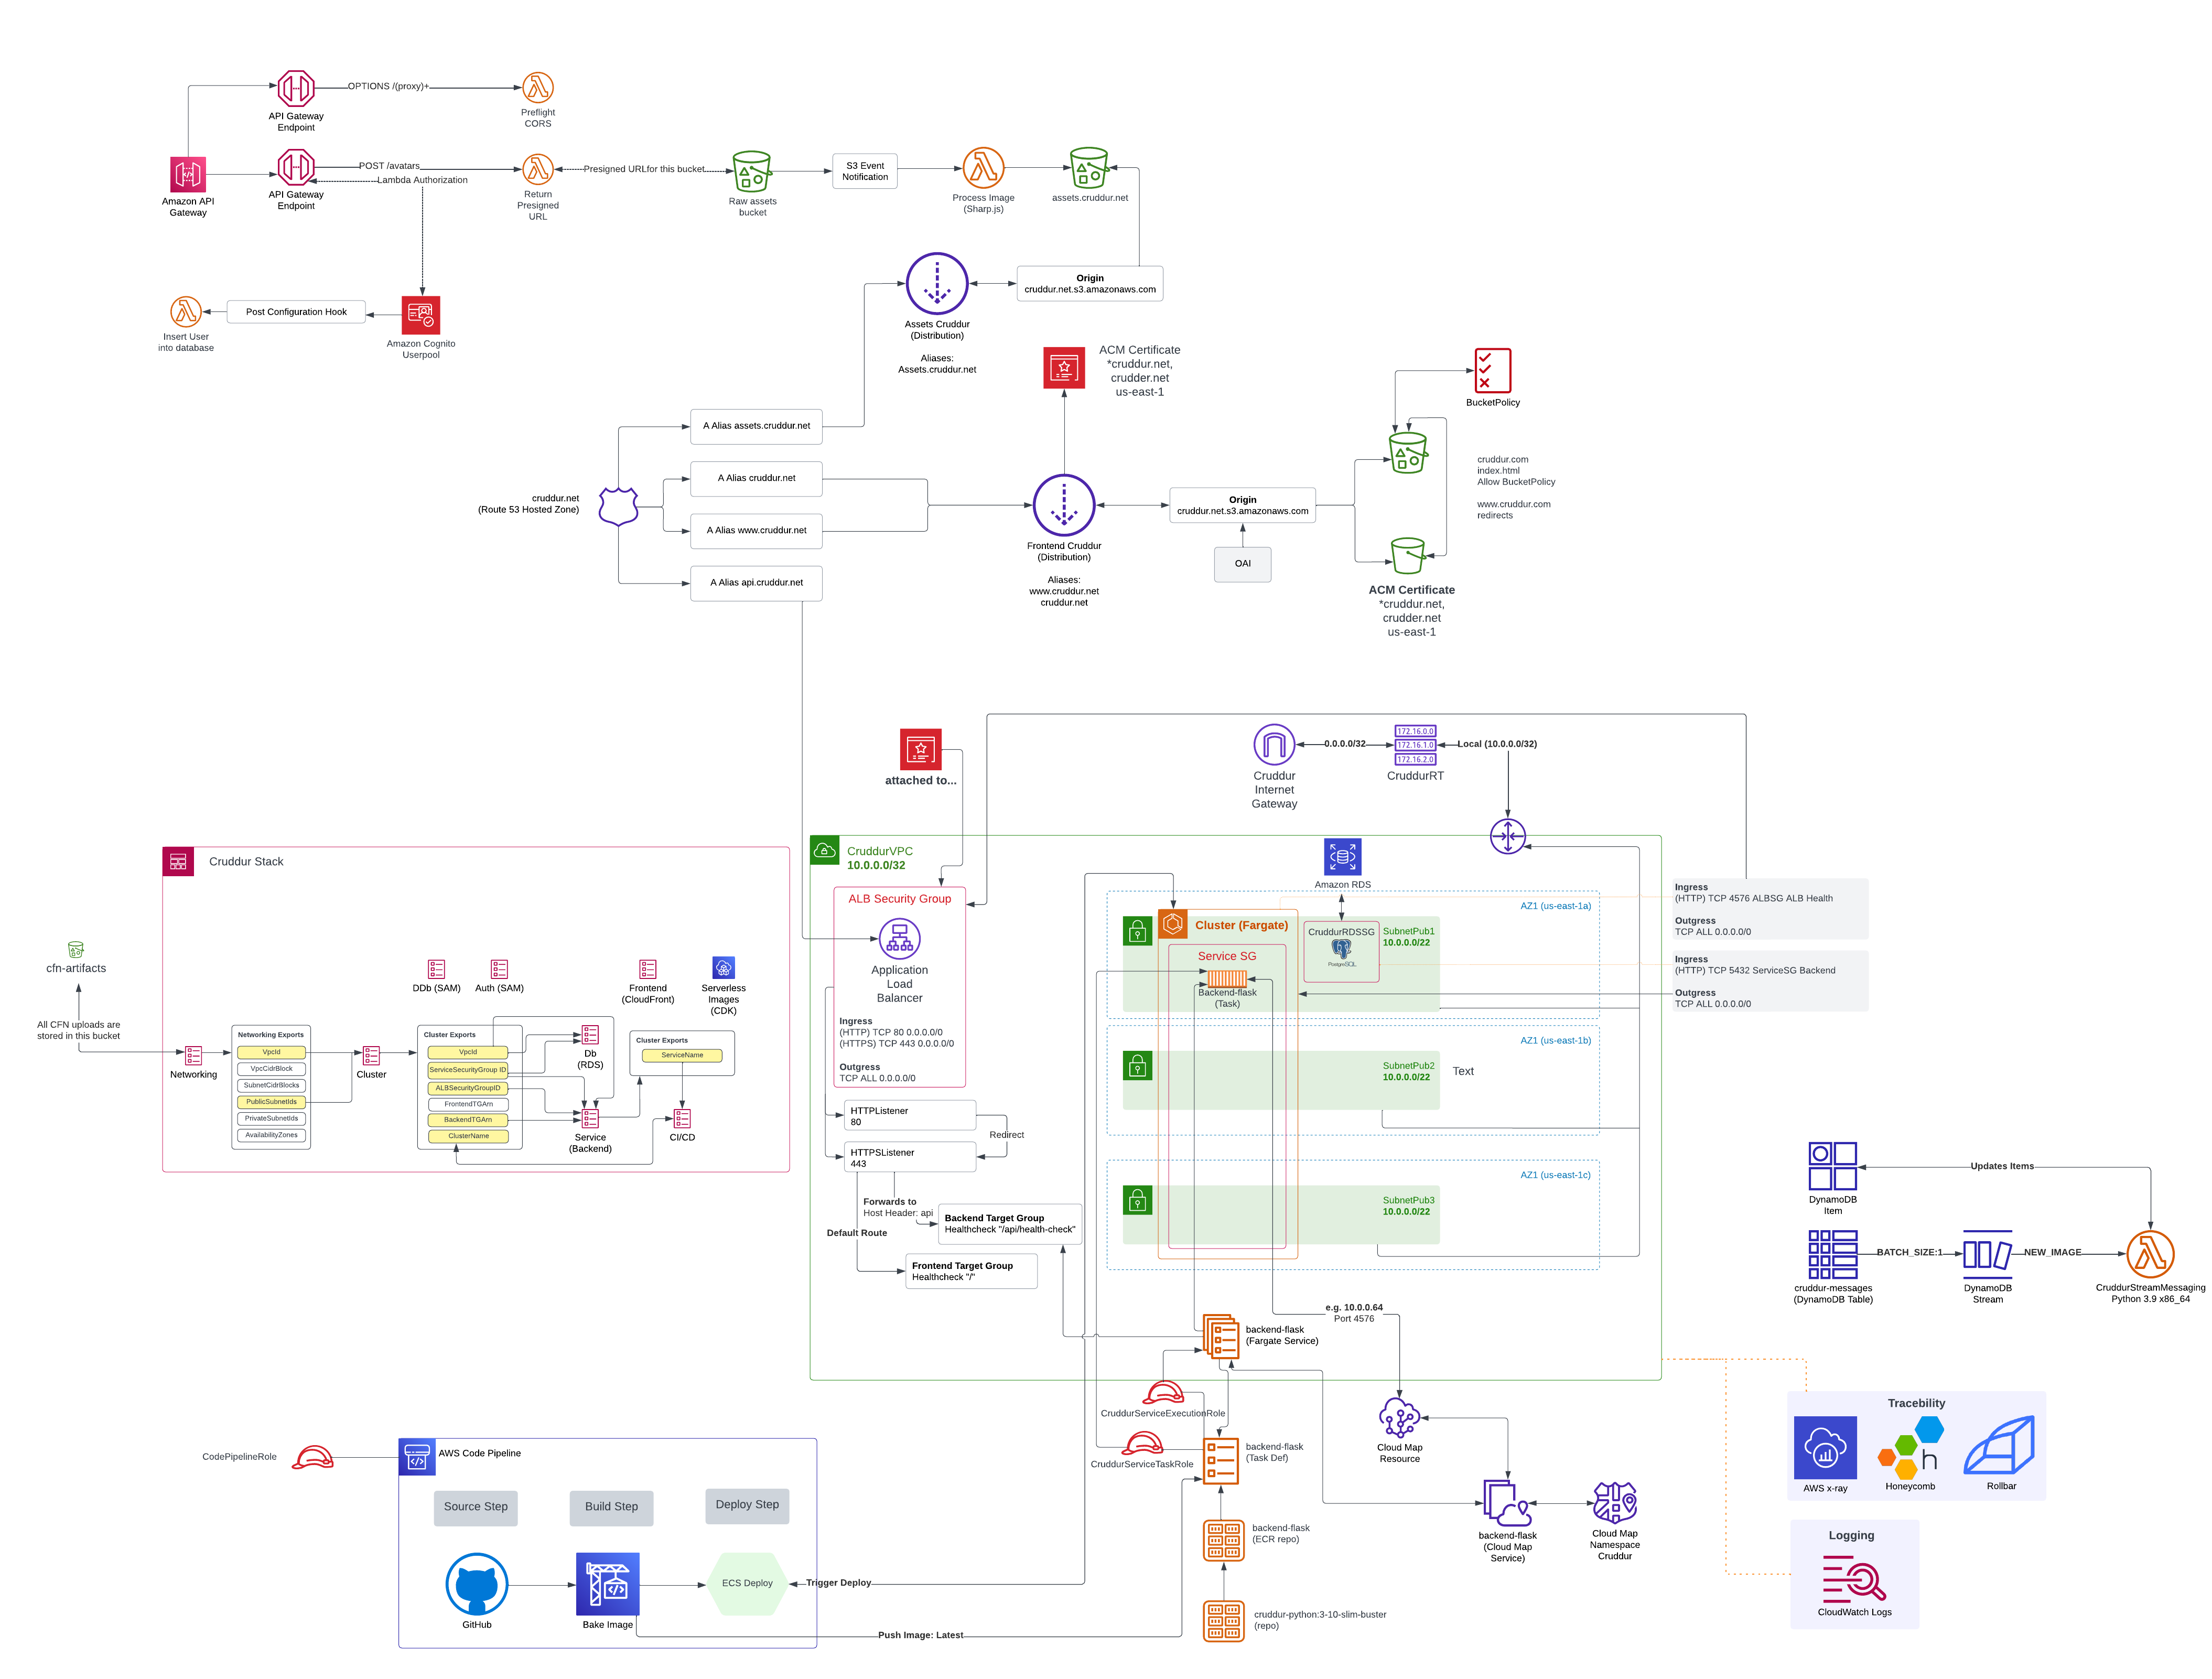 OPTIONS /(proxy)+
API Gateway
Endpoint
Preflight
CORS
Amazon API
Gateway
POST /avatars
Lambda Authorization
API Gateway
Endpoint
Return
Presigned
URL
Presigned URLfor this bucket
Raw assets
bucket
S3 Event
Notification
Process Image
(Sharp.js)
assets.cruddur.net
Insert User
into database
Post Configuration Hook
Amazon Cognito
Userpool
Assets Cruddur
(Distribution)
Aliases:
Assets.cruddur.net
Origin
cruddur.net.s3.amazonaws.com
ACM Certificate
*cruddur.net,
crudder.net
us-east-1
BucketPolicy
cruddur.net
(Route 53 Hosted Zone)
A Alias assets.cruddur.net
A Alias cruddur.net
A Alias www.cruddur.net
A Alias api.cruddur.net
Frontend Cruddur
(Distribution)
Aliases:
www.cruddur.net
cruddur.net
Origin
cruddur.net.s3.amazonaws.com
OAI
cruddur.com
index.html
Allow BucketPolicy
www.cruddur.com
redirects
ACM Certificate
*cruddur.net,
crudder.net
us-east-1
attached to...
Cruddur
Internet
Gateway
0.0.0.0/32
172.16.0.0
172.16.1.0
172.16.2.0
CruddurRT
Local (10.0.0.0/32)
Cruddur Stack
cfn-artifacts
All CFN uploads are
stored in this bucket
DDb (SAM)
Auth (SAM)
Frontend
(CloudFront)
Serverless
Images
(CDK)
Networking
Networking Exports
VpcId
VpcCidrBlock
SubnetCidrBlocks
PublicSubnetIds
PrivateSubnetIds
AvailabilityZones
Cluster
Cluster Exports
VpcId
ServiceSecurityGroup ID
ALBSecurityGroupID
FrontendTGArn
BackendTGArn
ClusterName
Db
(RDS)
Service
(Backend)
Cluster Exports
ServiceName
CI/CD
CruddurVPC
10.0.0.0/32
ALB Security Group
Application
Load
Balancer
Ingress
(HTTP) TCP 80 0.0.0.0/0
(HTTPS) TCP 443 0.0.0.0/0
Outgress
TCP ALL 0.0.0.0/0
HTTPListener
80
Redirect
HTTPSListener
443
Forwards to
Host Header: api
Default Route
Backend Target Group
Healthcheck "/api/health-check"
Frontend Target Group
Healthcheck "/"
Amazon RDS
AZ1 (us-east-1a)
Cluster (Fargate)
CruddurRDSSG
PostgreSQL
SubnetPub1
10.0.0.0/22
Service SG
Backend-flask
(Task)
AZ1 (us-east-1b)
SubnetPub2
10.0.0.0/22
Text
AZ1 (us-east-1c)
SubnetPub3
10.0.0.0/22
Ingress
(HTTP) TCP 4576 ALBSG ALB Health
Outgress
TCP ALL 0.0.0.0/0
Ingress
(HTTP) TCP 5432 ServiceSG Backend
Outgress
TCP ALL 0.0.0.0/0
e.g. 10.0.0.64
Port 4576
backend-flask
(Fargate Service)
CruddurServiceExecutionRole
CruddurServiceTaskRole
backend-flask
(Task Def)
backend-flask
(ECR repo)
cruddur-python:3-10-slim-buster
(repo)
Cloud Map
Resource
backend-flask
(Cloud Map
Service)
Cloud Map
Namespace
Cruddur
DynamoDB
Item
Updates Items
cruddur-messages
(DynamoDB Table)
BATCH_SIZE:1
DynamoDB
Stream
NEW_IMAGE
CruddurStreamMessaging
Python 3.9 x86_64
Tracebility
AWS x-ray
h
Honeycomb
Rollbar
Logging
CloudWatch Logs
CodePipelineRole
AWS Code Pipeline
Source Step
Build Step
Deploy Step
GitHub
Bake Image
ECS Deploy
Trigger Deploy
Push Image: Latest